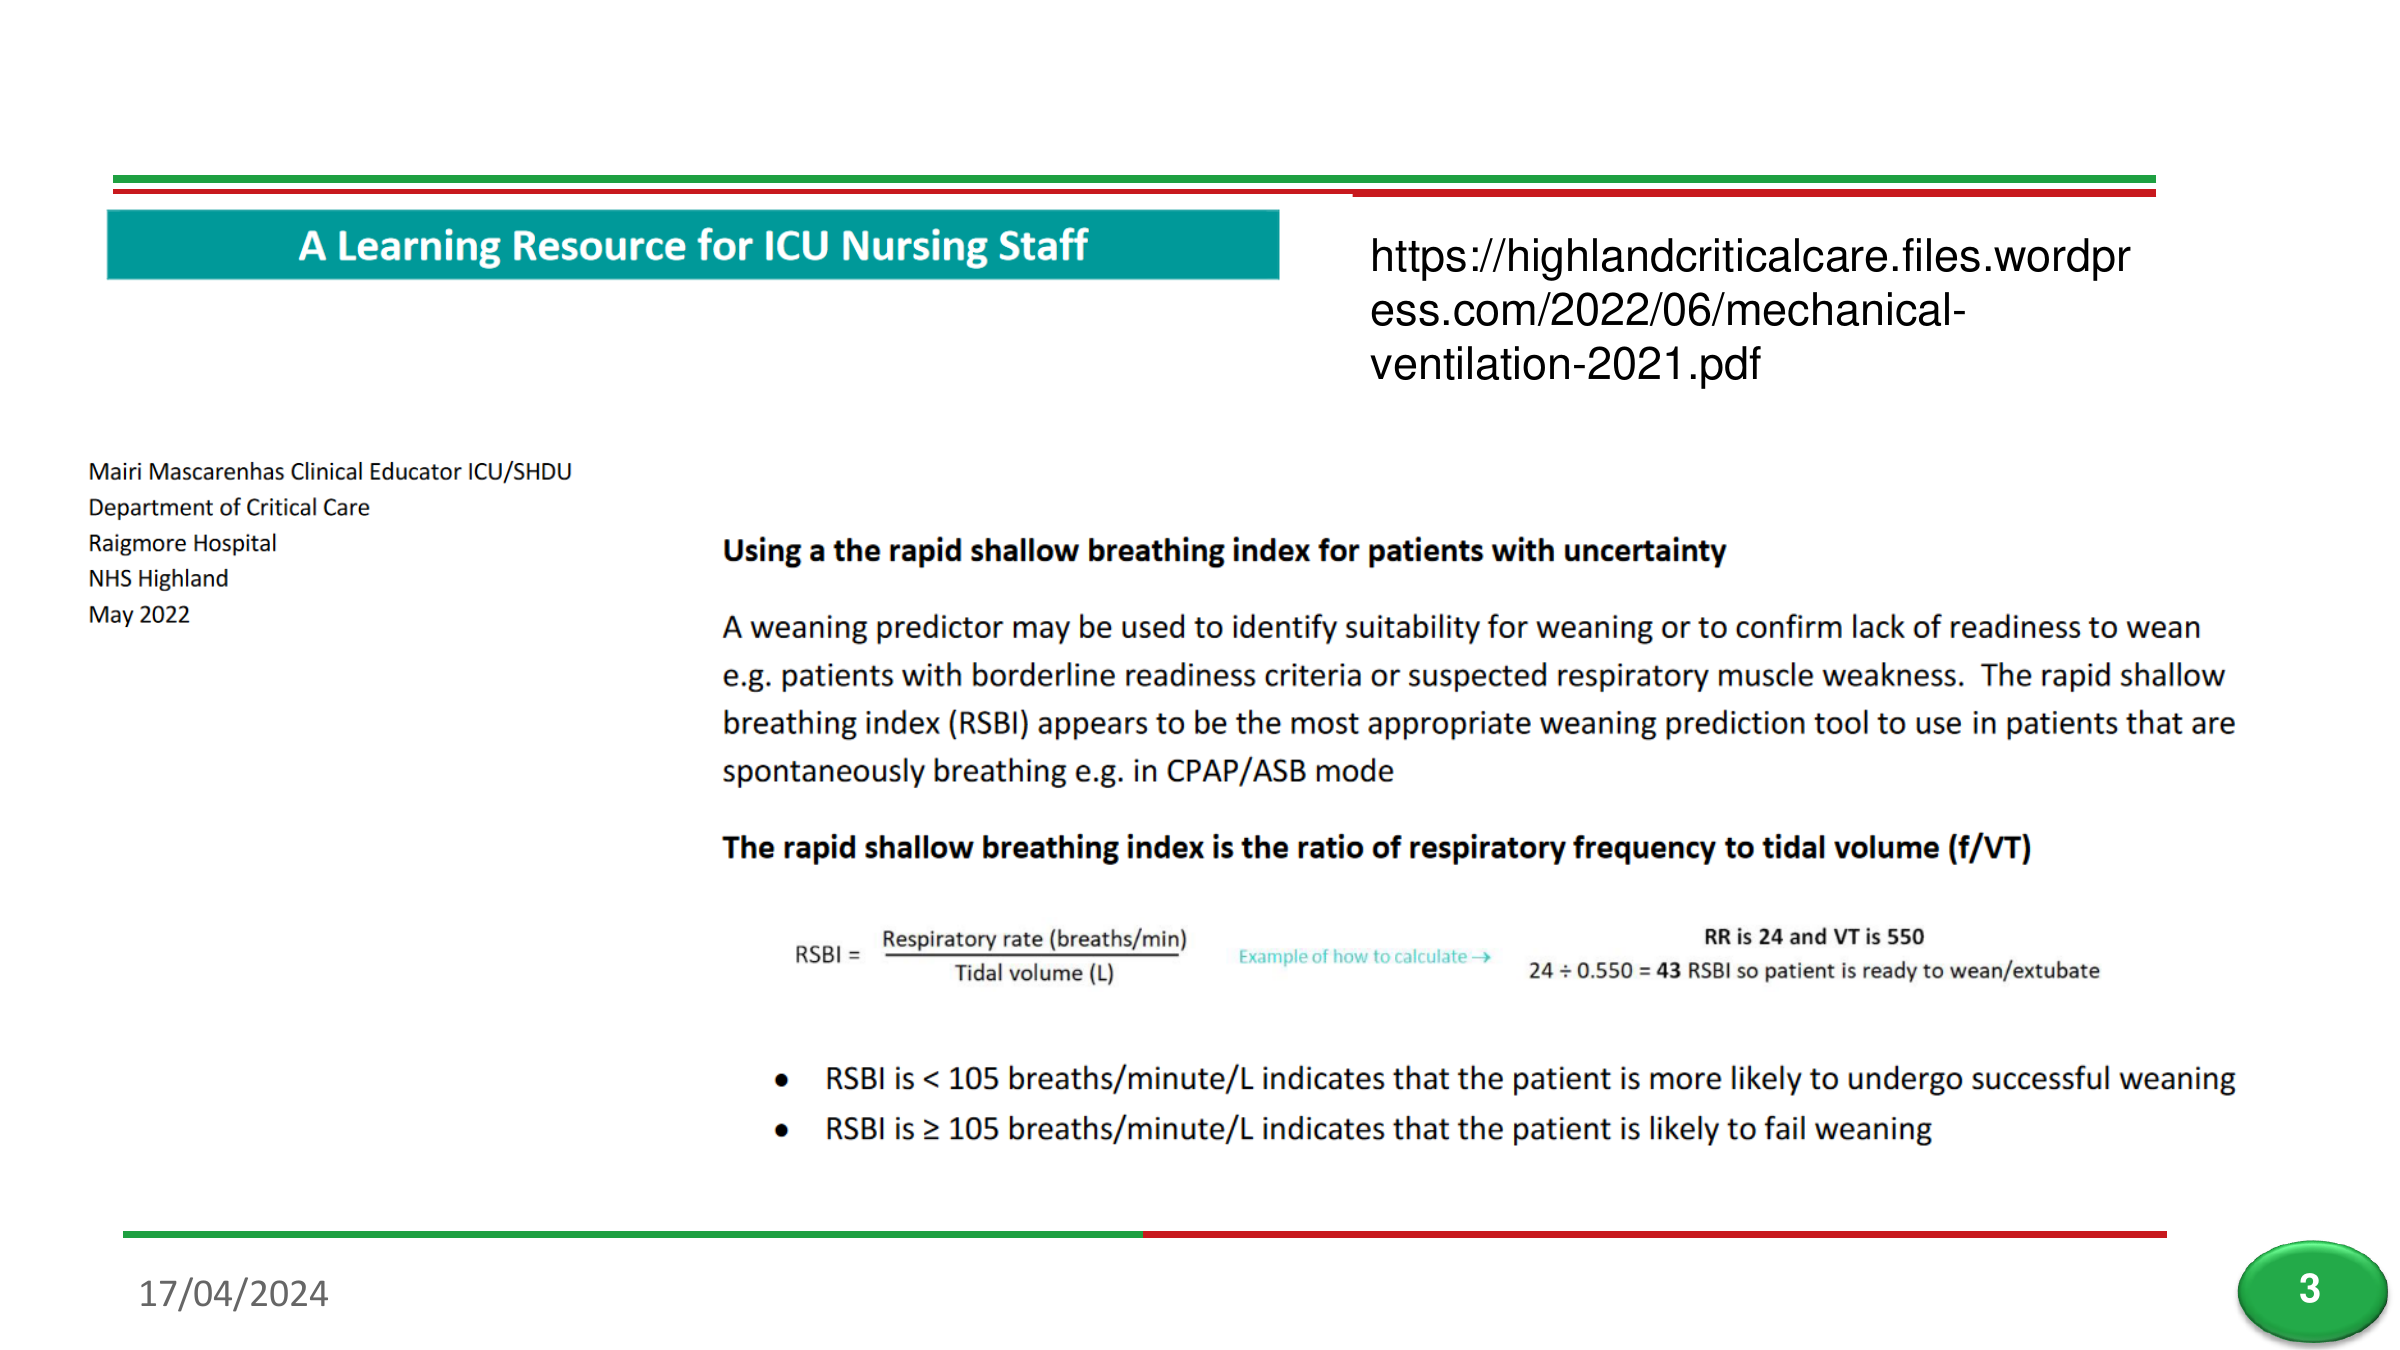 A Learning Resource for ICU Nursing Staff
https://highlandcriticalcare.files.wordpr
ess.com/2022/06/mechanical-
ventilation-2021.pdf
Mairi Mascarenhas Clinical Educator ICU/SHDU
Department of Critical Care
Raigmore Hospital
NHS Highland
May 2022
Using a the rapid shallow breathing index for patients with uncertainty
A weaning predictor may be used to identify suitability for weaning or to confirm lack of readiness to wean
e.g. patients with borderline readiness criteria or suspected respiratory muscle weakness. The rapid shallow
breathing index (RSBI) appears to be the most appropriate weaning prediction tool to use in patients that are
spontaneously breathing e.g. in CPAP/ASB mode
The rapid shallow breathing index is the ratio of respiratory frequency to tidal volume (f/VT)
RSBI =
Respiratory rate (breaths/min)
Tidal volume (L)
Example of how to calculate →
RR is 24 and VT is 550
24 ÷ 0.550 = 43 RSBI so patient is ready to wean/extubate
● RSBI is < 105 breaths/minute/L indicates that the patient is more likely to undergo successful weaning
● RSBI is ≥ 105 breaths/minute/L indicates that the patient is likely to fail weaning
17/04/2024
3